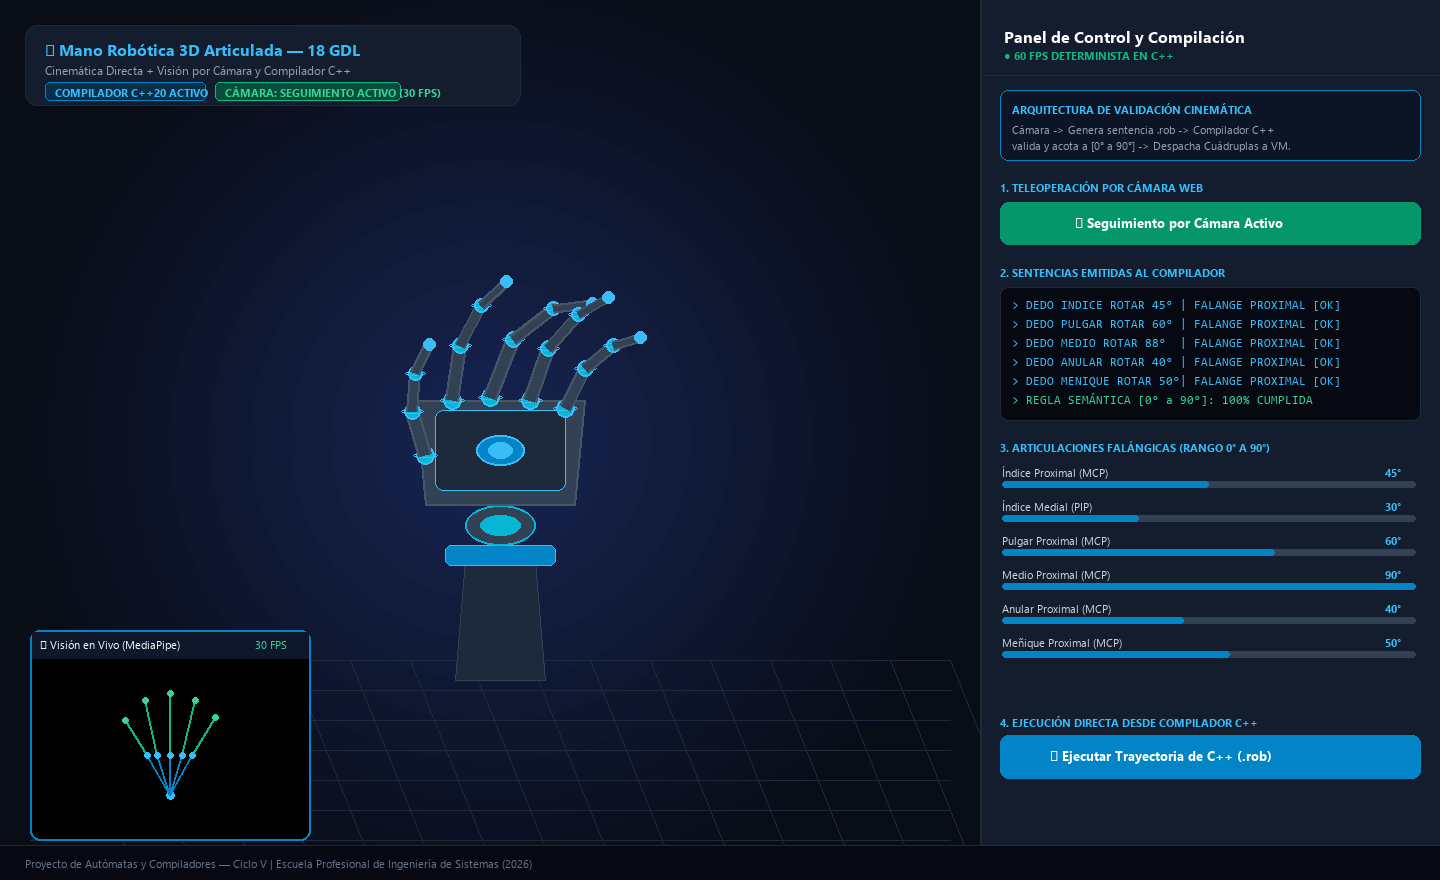 Mano Robótica 3D Articulada — 18 GDL
Cinemática Directa + Visión por Cámara y Compilador C++
COMPILADOR C++20 ACTIVO
CÁMARA: SEGUIMIENTO ACTIVO (30 FPS)
Visión en Vivo (MediaPipe)
30 FPS
Panel de Control y Compilación
● 60 FPS DETERMINISTA EN C++
ARQUITECTURA DE VALIDACIÓN CINEMÁTICA
Cámara -> Genera sentencia .rob -> Compilador C++
valida y acota a [0° a 90°] -> Despacha Cuádruplas a VM.
1. TELEOPERACIÓN POR CÁMARA WEB
Seguimiento por Cámara Activo
2. SENTENCIAS EMITIDAS AL COMPILADOR
> DEDO INDICE ROTAR 45° | FALANGE PROXIMAL [OK]
> DEDO PULGAR ROTAR 60° | FALANGE PROXIMAL [OK]
> DEDO MEDIO ROTAR 88°  | FALANGE PROXIMAL [OK]
> DEDO ANULAR ROTAR 40° | FALANGE PROXIMAL [OK]
> DEDO MENIQUE ROTAR 50°| FALANGE PROXIMAL [OK]
> REGLA SEMÁNTICA [0° a 90°]: 100% CUMPLIDA
3. ARTICULACIONES FALÁNGICAS (RANGO 0° A 90°)
Índice Proximal (MCP) 45°
Índice Medial (PIP) 30°
Pulgar Proximal (MCP) 60°
Medio Proximal (MCP) 90°
Anular Proximal (MCP) 40°
Meñique Proximal (MCP) 50°
4. EJECUCIÓN DIRECTA DESDE COMPILADOR C++
Ejecutar Trayectoria de C++ (.rob)
Proyecto de Autómatas y Compiladores — Ciclo V | Escuela Profesional de Ingeniería de Sistemas (2026)